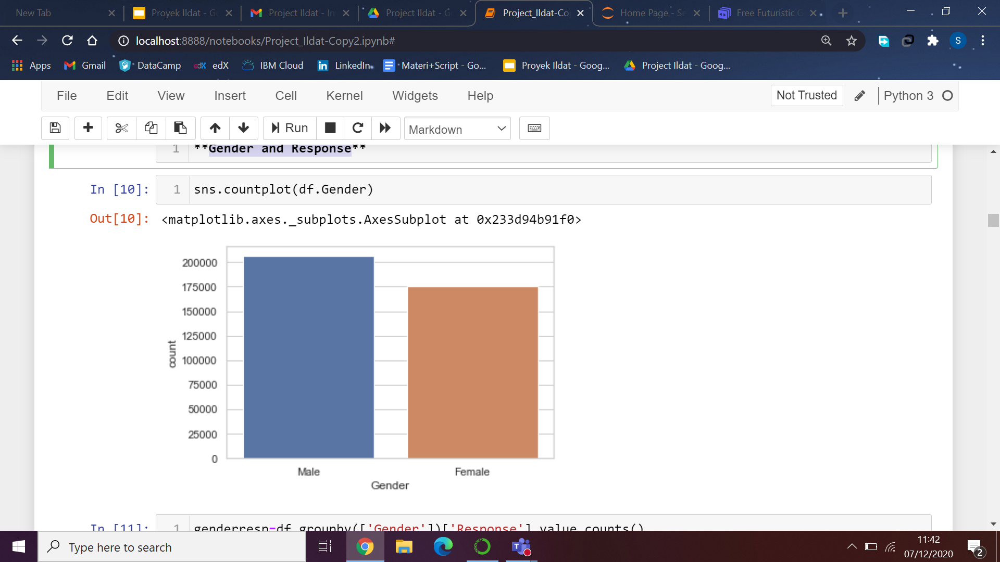 New Tab
Proyek Ildat - Go
Project Ildat - Im
Project Ildat - G
Project_Ildat-Co
Home Page - Se
Free Futuristic G
localhost:8888/notebooks/Project_Ildat-Copy2.ipynb#
S
Apps
Gmail
DataCamp
edX
edX
IBM Cloud
in
LinkedIn
Materi+Script - Go...
Proyek Ildat - Goog...
Project Ildat - Goog...
File
Edit
View
Insert
Cell
Kernel
Widgets
Help
Not Trusted
Python 3
Run
Markdown
1 **Gender and Response**
In [10]: 1 sns.countplot(df.Gender)
Out[10]: <matplotlib.axes._subplots.AxesSubplot at 0x233d94b91f0>
200000
175000
150000
125000
100000
75000
50000
25000
0
count
Male
Female
Gender
In [11]: 1 genderresp=df.groupby(['Gender'])['Response'].value_counts()
Type here to search
T
11:42
07/12/2020
2